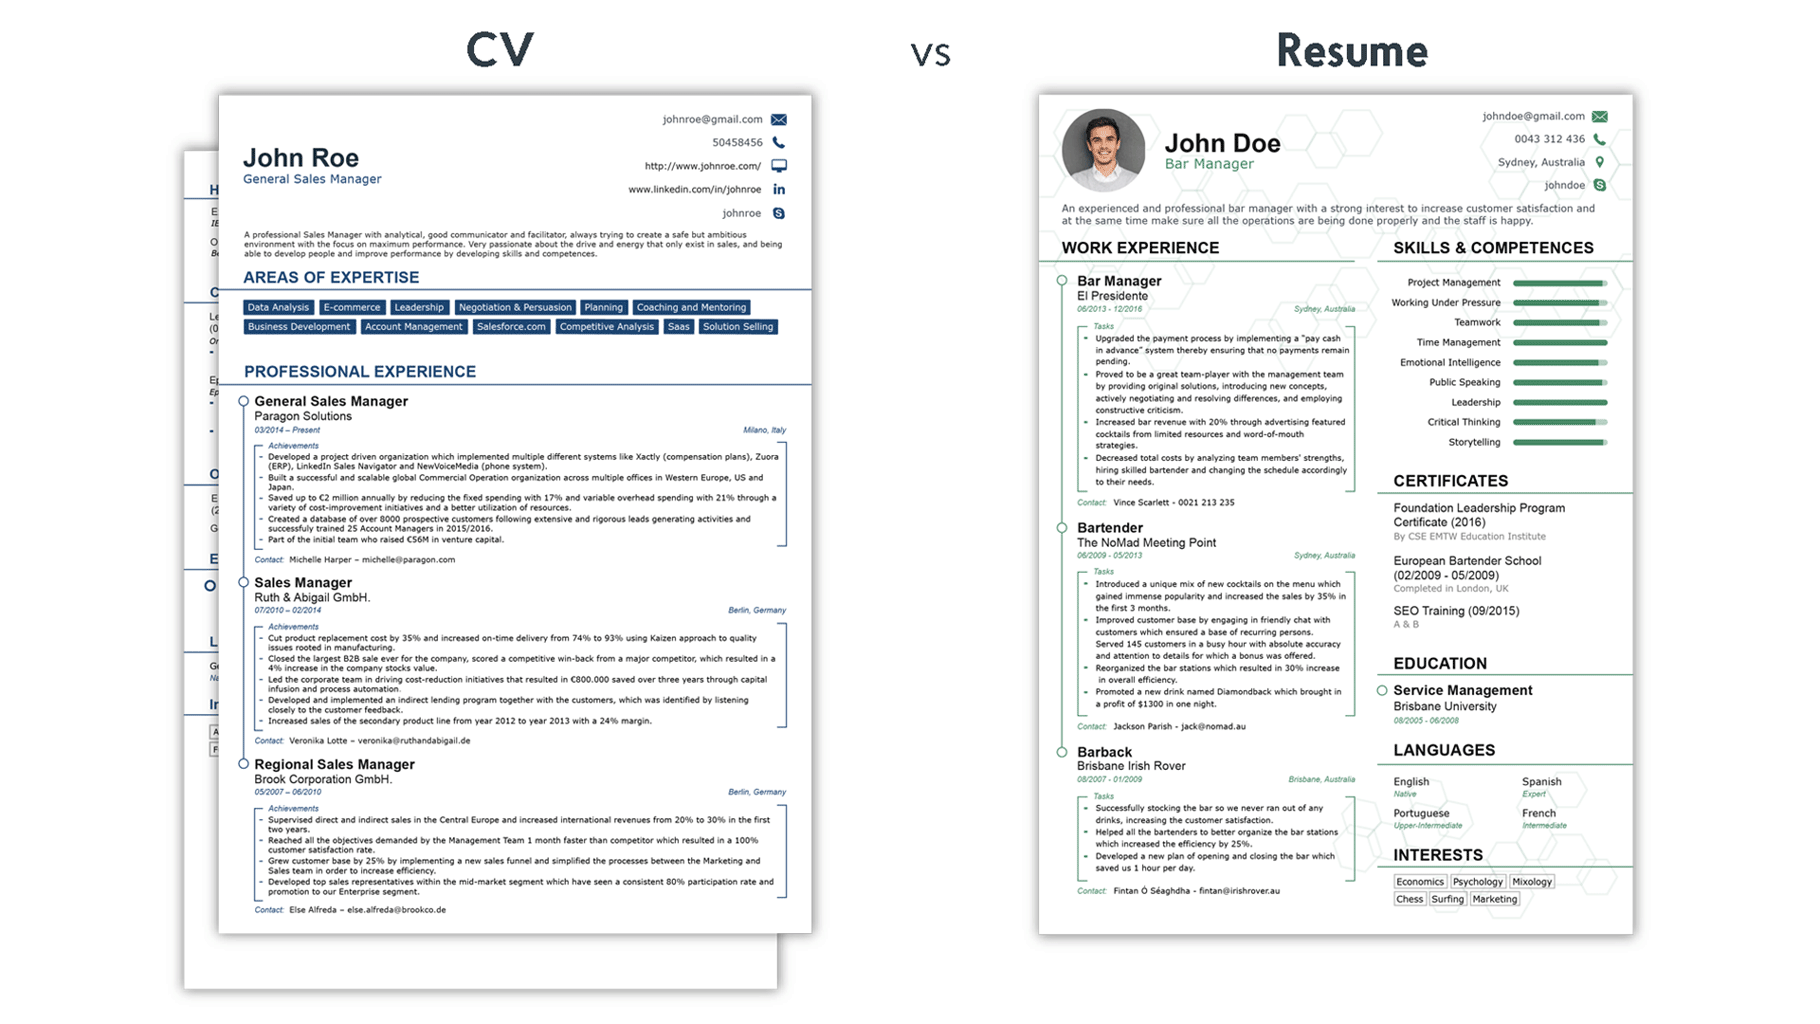 CV
vs
Resume
John Roe
General Sales Manager
johnroe@gmail.com
50458456
http://www.johnroe.com/
www.linkedin.com/in/johnroe
in
johnroe
A professional Sales Manager with analytical, good communicator and facilitator, always trying to create a safe but ambitious
environment with the focus on maximum performance. Very passionate about the drive and energy that only exist in sales, and being
able to develop people and improve performance by developing skills and competences.
AREAS OF EXPERTISE
Data Analysis E-commerce Leadership Negotiation & Persuasion Planning Coaching and Mentoring
Business Development Account Management Salesforce.com Competitive Analysis Saas Solution Selling
PROFESSIONAL EXPERIENCE
General Sales Manager
Paragon Solutions
03/2014 – Present Milano, Italy
Achievements
- Developed a project driven organization which implemented multiple different systems like Xactly (compensation plans), Zuora
(ERP), LinkedIn Sales Navigator and NewVoiceMedia (phone system).
- Built a successful and scalable global Commercial Operation organization across multiple offices in Western Europe, US and
Japan.
- Saved up to €2 million annually by reducing the fixed spending with 17% and variable overhead spending with 21% through a
variety of cost-improvement initiatives and a better utilization of resources.
- Created a database of over 8000 prospective customers following extensive and rigorous leads generating activities and
successfuly trained 25 Account Managers in 2015/2016.
- Part of the initial team who raised €56M in venture capital.
Contact: Michelle Harper – michelle@paragon.com
Sales Manager
Ruth & Abigail GmbH.
07/2010 – 02/2014 Berlin, Germany
Achievements
- Cut product replacement cost by 35% and increased on-time delivery from 74% to 93% using Kaizen approach to quality
issues rooted in manufacturing.
- Closed the largest B2B sale ever for the company, scored a competitive win-back from a major competitor, which resulted in a
4% increase in the company stocks value.
- Led the corporate team in driving cost-reduction initiatives that resulted in €800.000 saved over three years through capital
infusion and process automation.
- Developed and implemented an indirect lending program together with the customers, which was identified by listening
closely to the customer feedback.
- Increased sales of the secondary product line from year 2012 to year 2013 with a 24% margin.
Contact: Veronika Lotte – veronika@ruthandabigail.de
Regional Sales Manager
Brook Corporation GmbH.
05/2007 – 06/2010 Berlin, Germany
Achievements
- Supervised direct and indirect sales in the Central Europe and increased international revenues from 20% to 30% in the first
two years.
- Reached all the objectives demanded by the Management Team 1 month faster than competitor which resulted in a 100%
customer satisfaction rate.
- Grew customer base by 25% by implementing a new sales funnel and simplified the processes between the Marketing and
Sales team in order to increase efficiency.
- Developed top sales representatives within the mid-market segment which have seen a consistent 80% participation rate and
promotion to our Enterprise segment.
Contact: Else Alfreda – else.alfreda@brookco.de
John Doe
Bar Manager
johndoe@gmail.com
0043 312 436
Sydney, Australia
johndoe
An experienced and professional bar manager with a strong interest to increase customer satisfaction and
at the same time make sure all the operations are being done properly and the staff is happy.
WORK EXPERIENCE
Bar Manager
El Presidente
06/2013 - 12/2016 Sydney, Australia
Tasks
- Upgraded the payment process by implementing a "pay cash
in advance" system thereby ensuring that no payments remain
pending.
- Proved to be a great team-player with the management team
by providing original solutions, introducing new concepts,
actively negotiating and resolving differences, and employing
constructive criticism.
- Increased bar revenue with 20% through advertising featured
cocktails from limited resources and word-of-mouth
strategies.
- Decreased total costs by analyzing team members' strengths,
hiring skilled bartender and changing the schedule accordingly
to their needs.
Contact: Vince Scarlett - 0021 213 235
Bartender
The NoMad Meeting Point
06/2009 - 05/2013 Sydney, Australia
Tasks
- Introduced a unique mix of new cocktails on the menu which
gained immense popularity and increased the sales by 35% in
the first 3 months.
- Improved customer base by engaging in friendly chat with
customers which ensured a base of recurring persons.
Served 145 customers in a busy hour with absolute accuracy
and attention to details for which a bonus was offered.
- Reorganized the bar stations which resulted in 30% increase
in overall efficiency.
- Promoted a new drink named Diamondback which brought in
a profit of $1300 in one night.
Contact: Jackson Parish - jack@nomad.au
Barback
Brisbane Irish Rover
08/2007 - 01/2009 Brisbane, Australia
Tasks
- Successfully stocking the bar so we never ran out of any
drinks, increasing the customer satisfaction.
- Helped all the bartenders to better organize the bar stations
which increased the efficiency by 25%.
- Developed a new plan of opening and closing the bar which
saved us 1 hour per day.
Contact: Fintan Ó Séaghdha - fintan@irishrover.au
SKILLS & COMPETENCES
Project Management
Working Under Pressure
Teamwork
Time Management
Emotional Intelligence
Public Speaking
Leadership
Critical Thinking
Storytelling
CERTIFICATES
Foundation Leadership Program
Certificate (2016)
By CSE EMTW Education Institute
European Bartender School
(02/2009 - 05/2009)
Completed in London, UK
SEO Training (09/2015)
A & B
EDUCATION
Service Management
Brisbane University
08/2005 - 06/2008
LANGUAGES
English Spanish
Native Expert
Portuguese French
Upper-Intermediate Intermediate
INTERESTS
Economics Psychology Mixology
Chess Surfing Marketing